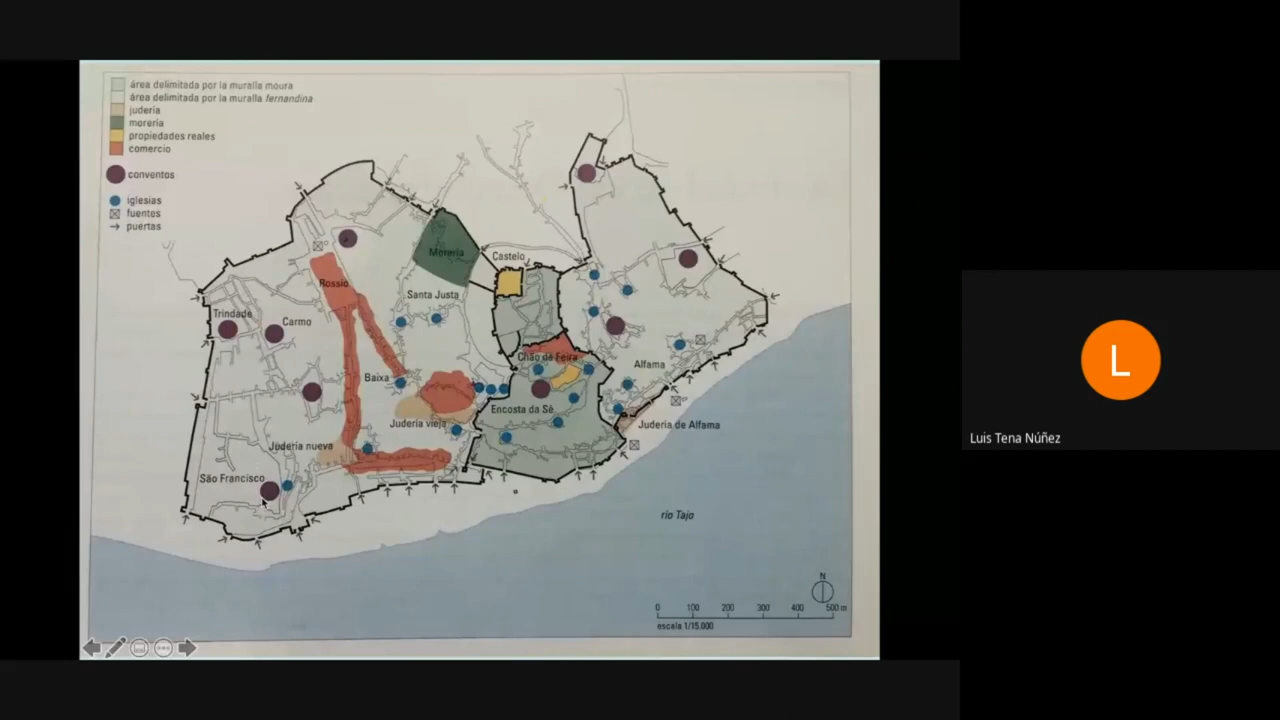 área delimitada por la muralla moura
área delimitada por la muralla fernandina
judería
morería
propiedades reales
comercio
conventos
iglesias
fuentes
puertas
Morería
Castelo
Rossio
Santa Justa
Trindade
Carmo
Chão da Feira
Alfama
Baixa
Encosta da Sé
Judería vieja
Judería de Alfama
Judería nueva
São Francisco
río Tajo
N
0 100 200 300 400 500 m
escala 1/15.000
L
Luis Tena Núñez